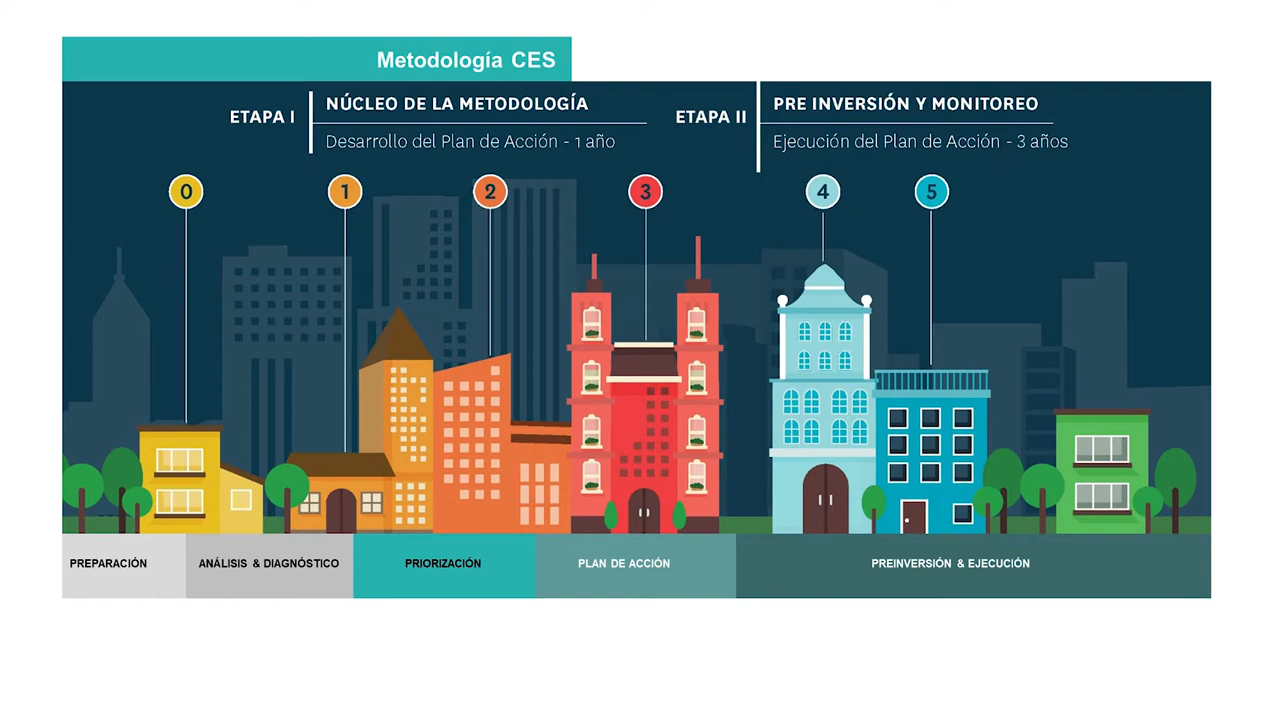 Metodología CES
ETAPA I
NÚCLEO DE LA METODOLOGÍA
Desarrollo del Plan de Acción - 1 año
ETAPA II
PRE INVERSIÓN Y MONITOREO
Ejecución del Plan de Acción - 3 años
0
1
2
3
4
5
PREPARACIÓN
ANÁLISIS & DIAGNÓSTICO
PRIORIZACIÓN
PLAN DE ACCIÓN
PREINVERSIÓN & EJECUCIÓN